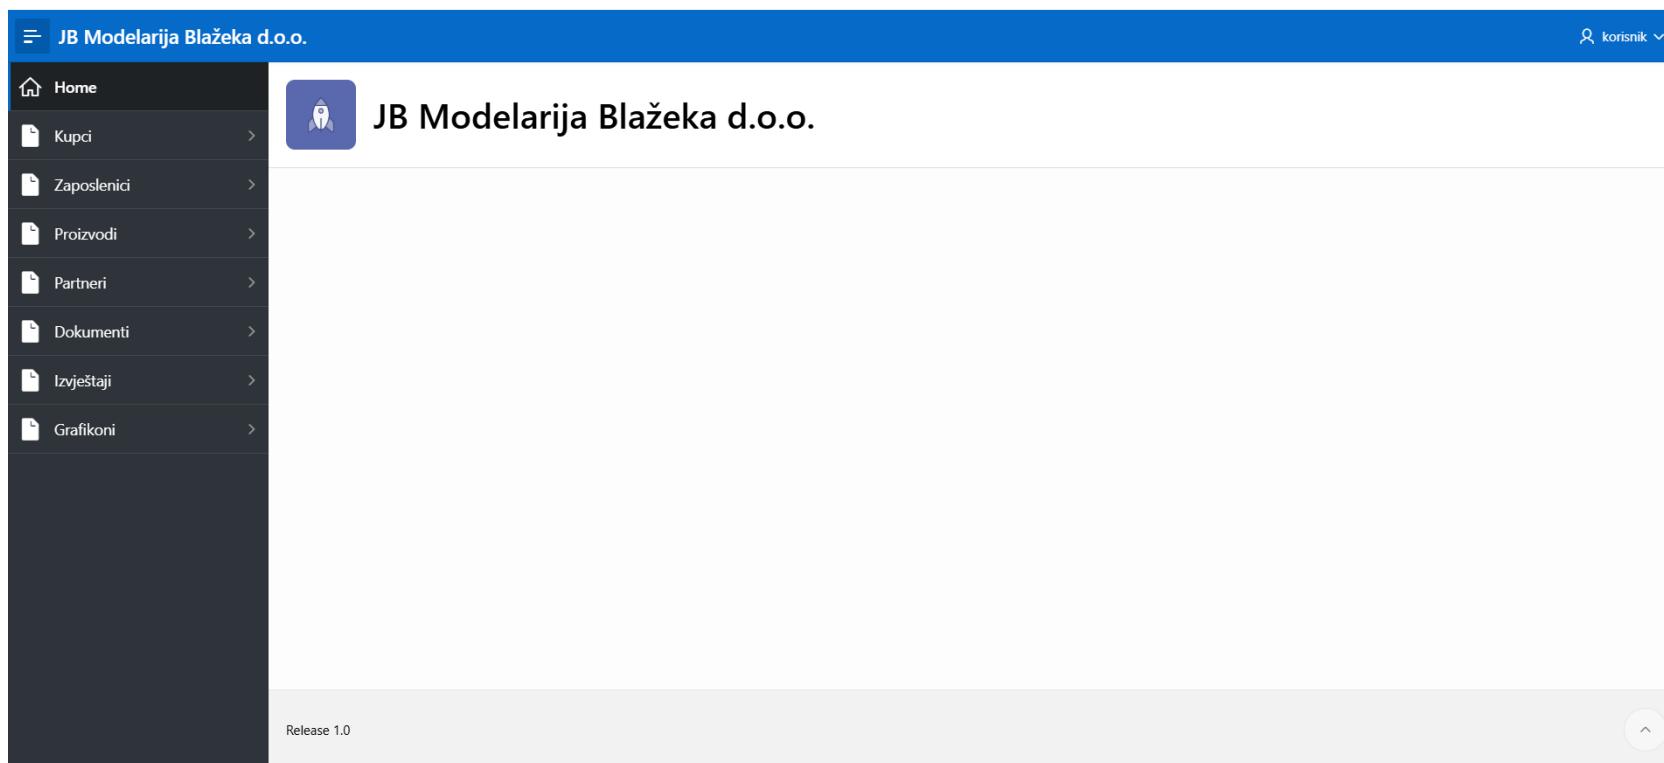 JB Modelarija Blažeka d.o.o.
korisnik
Home
JB Modelarija Blažeka d.o.o.
Kupci
Zaposlenici
Proizvodi
Partneri
Dokumenti
Izvještaji
Grafikoni
Release 1.0